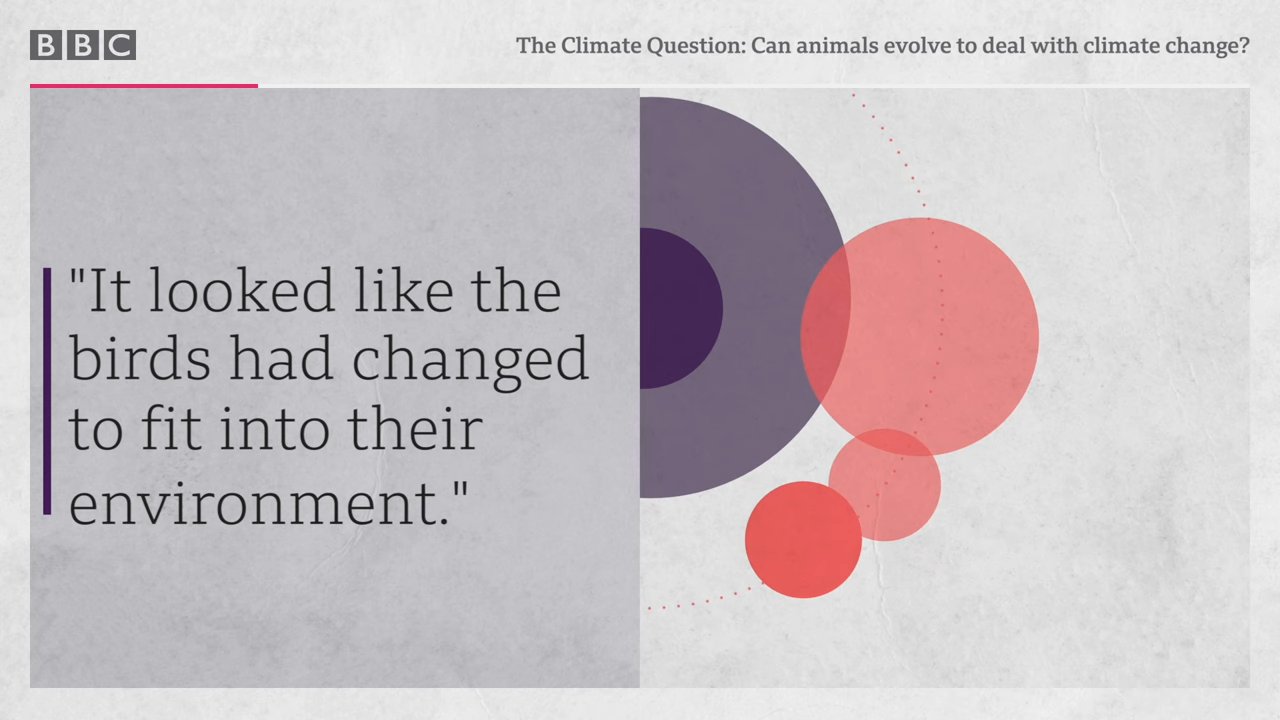 BBC
The Climate Question: Can animals evolve to deal with climate change?
"It looked like the
birds had changed
to fit into their
environment."